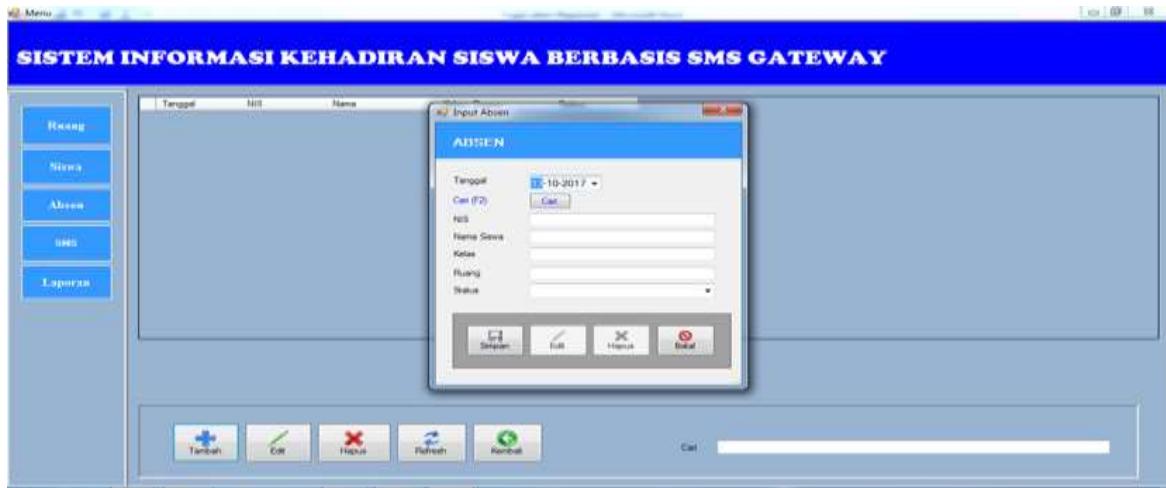 Menu
SISTEM INFORMASI KEHADIRAN SISWA BERBASIS SMS GATEWAY
Ruang
Siswa
Absen
SMS
Laporan
Tanggal NIS Nama
Input Absen
ABSEN
Tanggal -10-2017
Cari (F2) Cari
NIS
Nama Siswa
Kelas
Ruang
Status
Simpan Edit Hapus Batal
Tambah Edit Hapus Refresh Kembali Cari